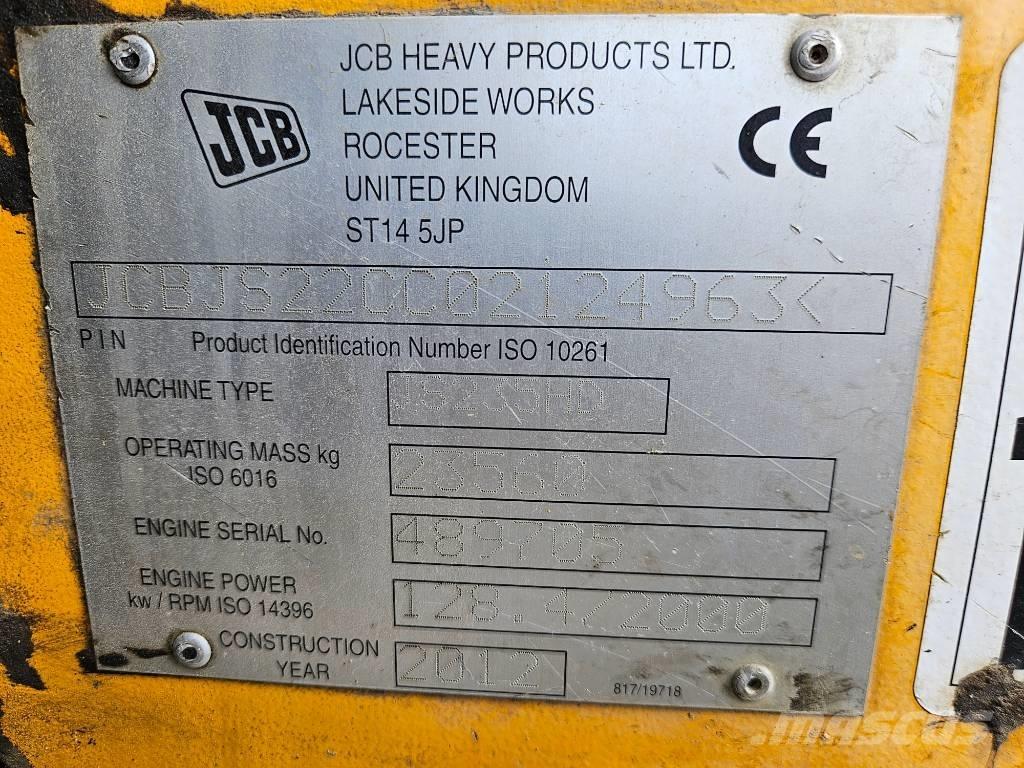 JCB
JCB HEAVY PRODUCTS LTD.
LAKESIDE WORKS
ROCESTER
UNITED KINGDOM
ST14 5JP
CE
JCBJS22CC02124963<
PIN Product Identification Number ISO 10261
MACHINE TYPE JS235HD
OPERATING MASS kg 23560
ISO 6016
ENGINE SERIAL No. 489705
ENGINE POWER 128.4/2000
kw / RPM ISO 14396
CONSTRUCTION 2012
YEAR
817/19718
mascus